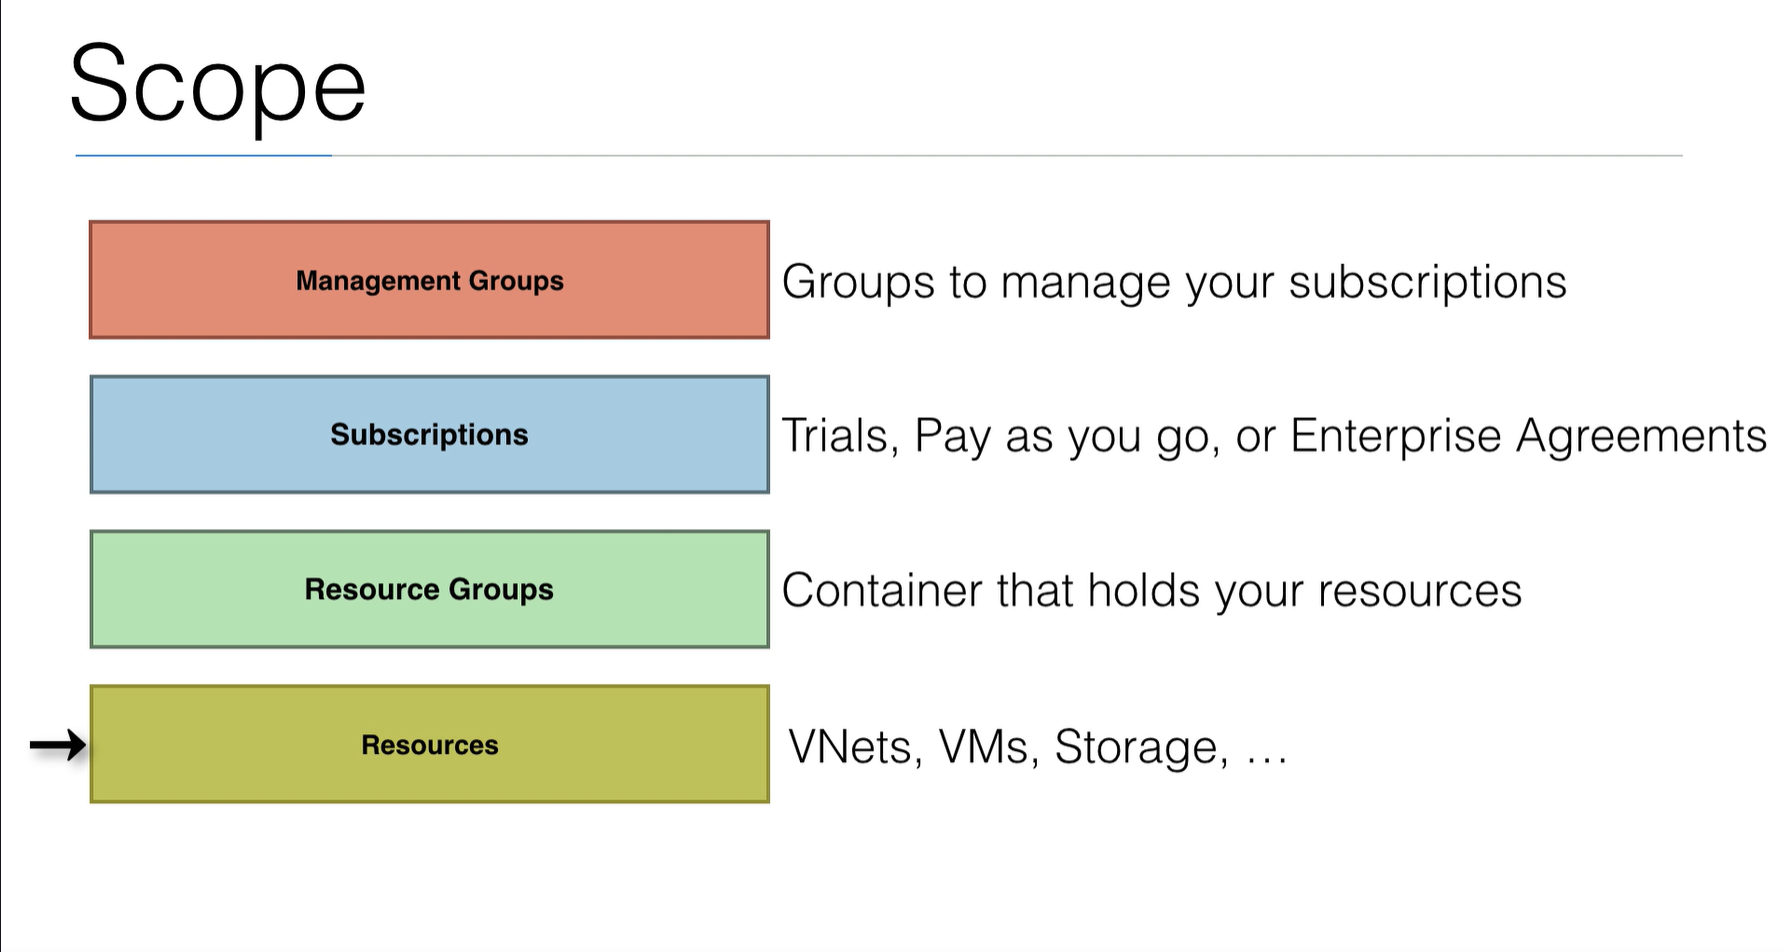 Scope
Management Groups
Groups to manage your subscriptions
Subscriptions
Trials, Pay as you go, or Enterprise Agreements
Resource Groups
Container that holds your resources
Resources
VNets, VMs, Storage, …